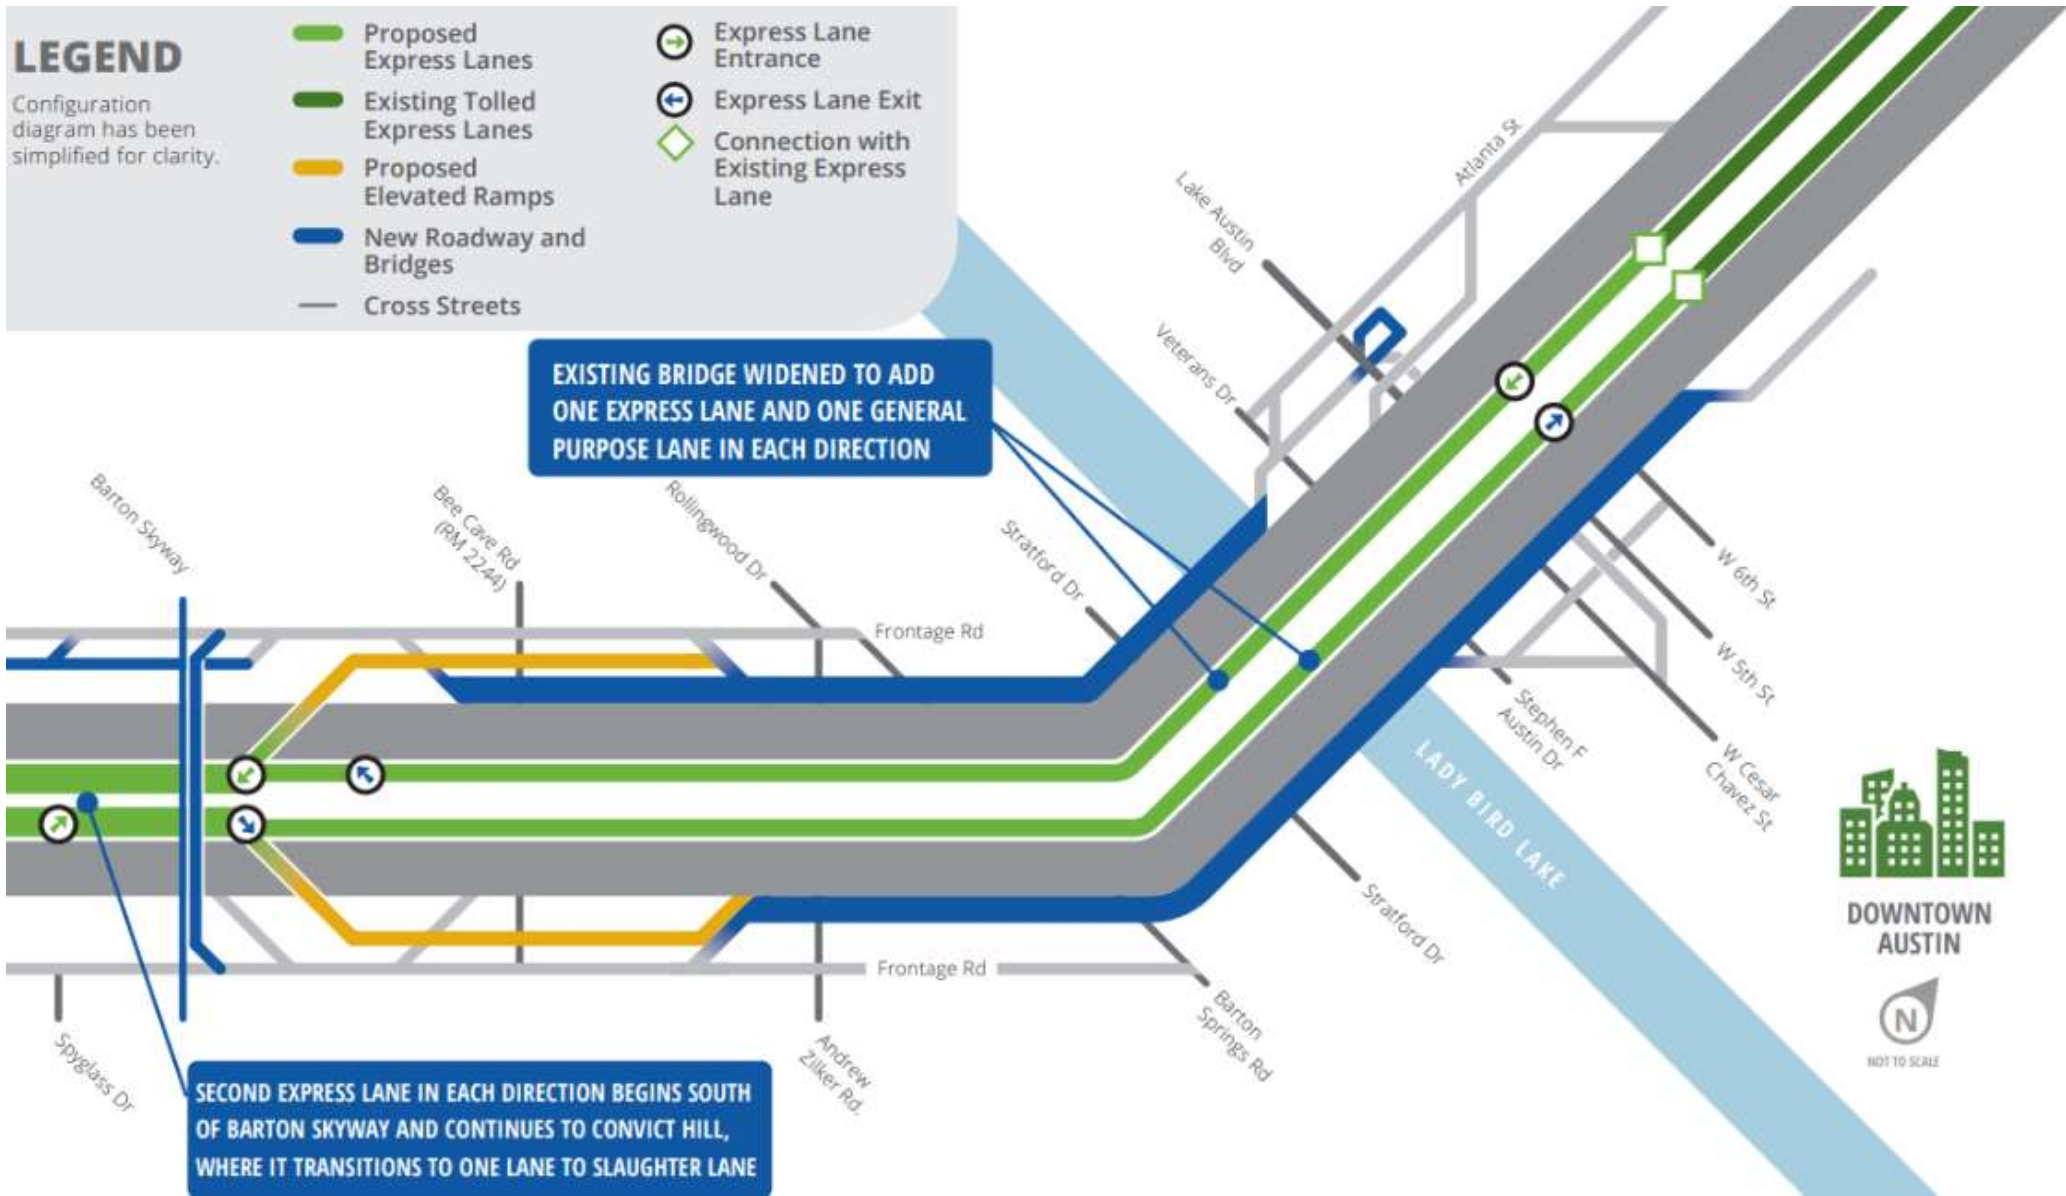 LEGEND
Configuration
diagram has been
simplified for clarity.
Proposed
Express Lanes
Existing Tolled
Express Lanes
Proposed
Elevated Ramps
New Roadway and
Bridges
Cross Streets
Express Lane
Entrance
Express Lane Exit
Connection with
Existing Express
Lane
Atlanta St
Lake Austin
Blvd
Veterans Dr
EXISTING BRIDGE WIDENED TO ADD
ONE EXPRESS LANE AND ONE GENERAL
PURPOSE LANE IN EACH DIRECTION
Barton Skyway
Bee Cave Rd
(RM 2244)
Rollingwood Dr
Stratford Dr
Frontage Rd
W 6th St
W 5th St
Stephen F
Austin Dr
W Cesar
Chavez St
LADY BIRD LAKE
Stratford Dr
DOWNTOWN
AUSTIN
N
NOT TO SCALE
Frontage Rd
Barton
Springs Rd
Andrew
Zilker Rd.
Spyglass Dr
SECOND EXPRESS LANE IN EACH DIRECTION BEGINS SOUTH
OF BARTON SKYWAY AND CONTINUES TO CONVICT HILL,
WHERE IT TRANSITIONS TO ONE LANE TO SLAUGHTER LANE